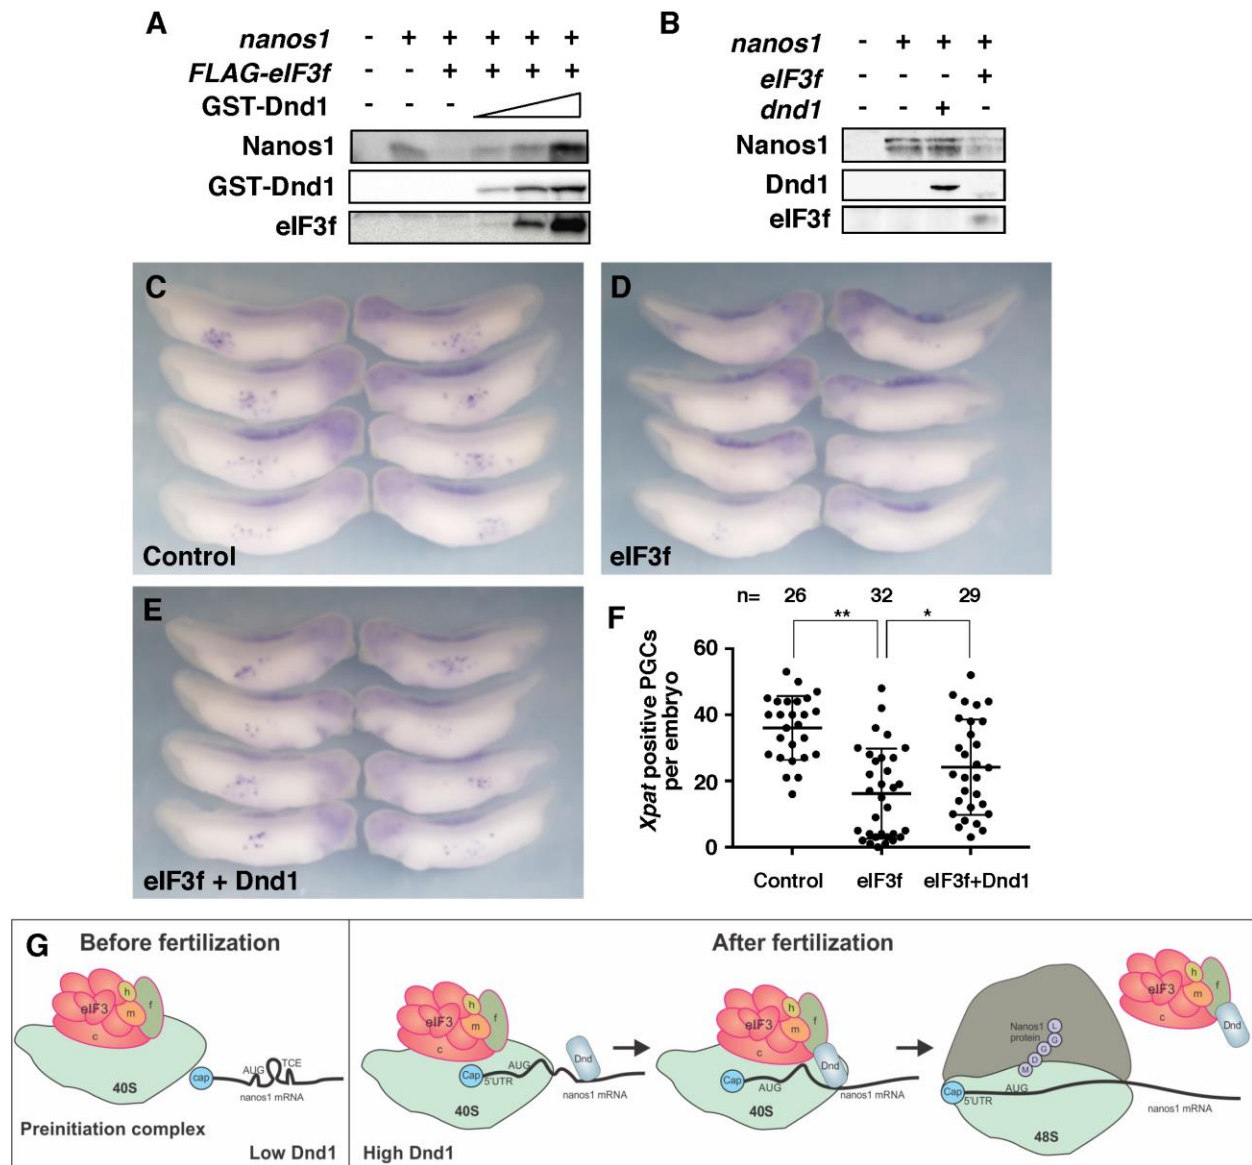 A
nanos1 - + + + + +
FLAG-eIF3f - - + + + +
GST-Dnd1 - - -
Nanos1
GST-Dnd1
eIF3f
B
nanos1 - + + +
eIF3f - - - +
dnd1 - - + -
Nanos1
Dnd1
eIF3f
C
Control
D
eIF3f
E
eIF3f + Dnd1
F
n= 26 32 29
** *
Xpat positive PGCs
per embryo
60
40
20
0
Control eIF3f eIF3f+Dnd1
G
Before fertilization
eIF3 h m f c
40S
cap
AUG
TCE
nanos1 mRNA
Preinitiation complex
Low Dnd1
After fertilization
eIF3 h m f c
Cap
5'UTR
AUG
Dnd
nanos1 mRNA
40S
High Dnd1
eIF3 h m f c
Cap
AUG
Dnd
nanos1 mRNA
40S
Nanos1
protein
M D G G L
Cap
5'UTR
AUG
nanos1 mRNA
48S
eIF3 h m f c
Dnd